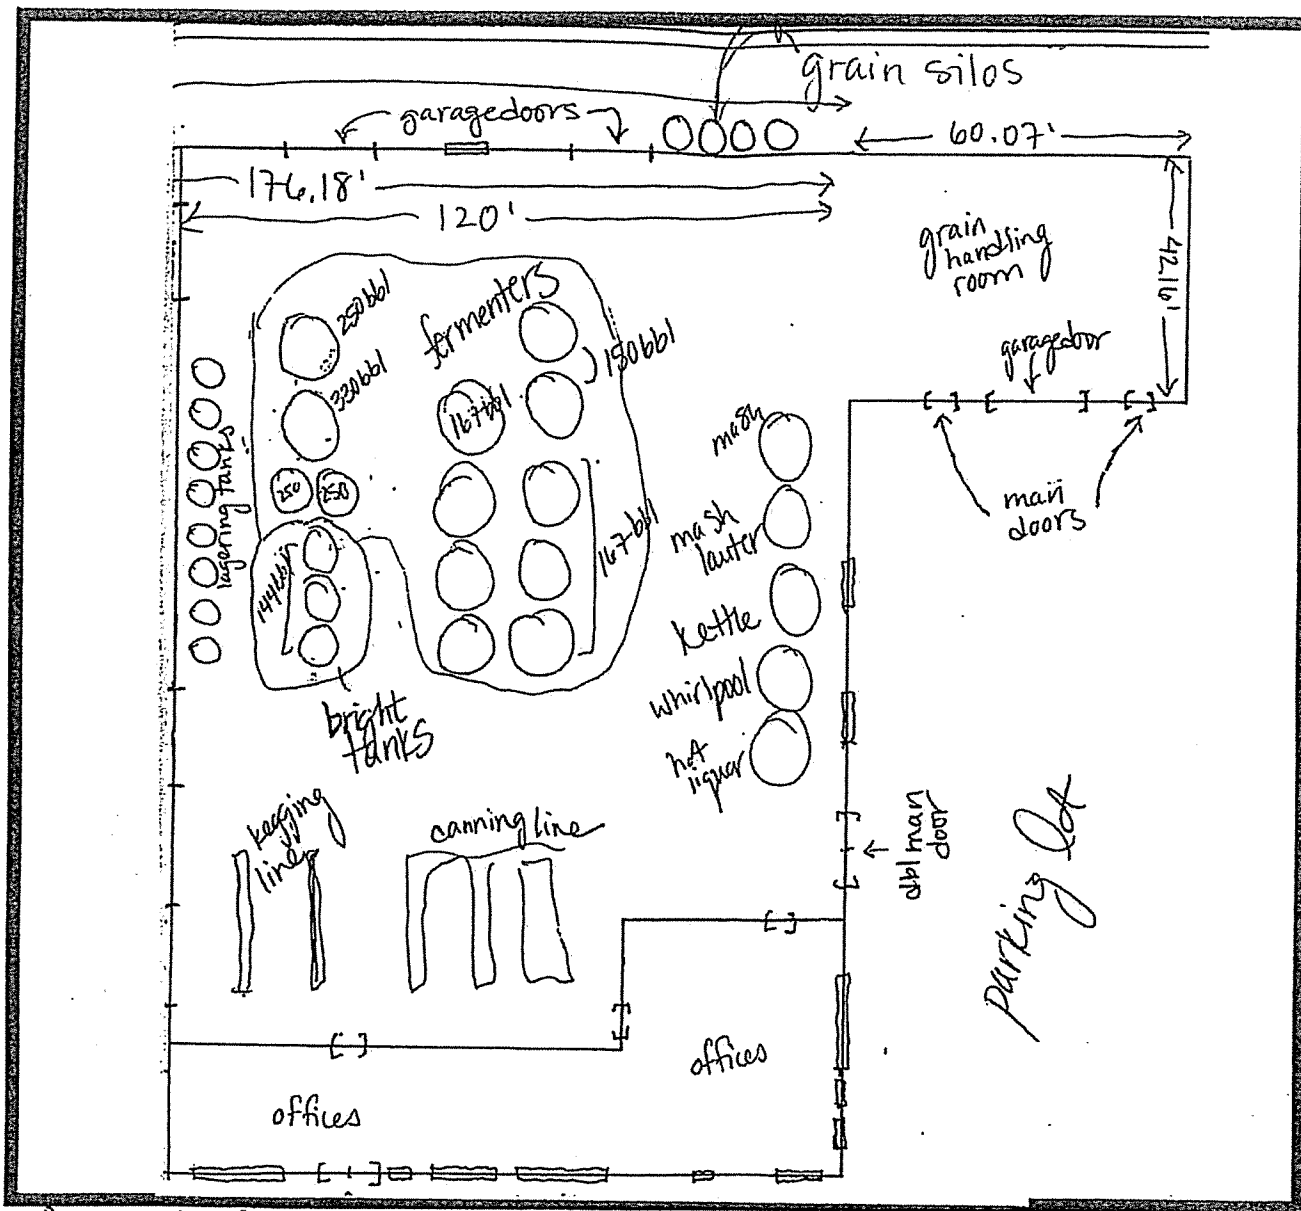 grain silos
garagedoors
60.07'
176.18'
120'
grain
handling
room
42.16'
garagedoor
man
doors
250bbl
fermenters
150bbl
330bbl
167bbl
250
250
lagering tanks
144bbl
167bbl
bright
tanks
mash
mash
lauter
kettle
whirlpool
hot
liquor
kegging
line
canning line
dbl man
door
parking lot
offices
offices